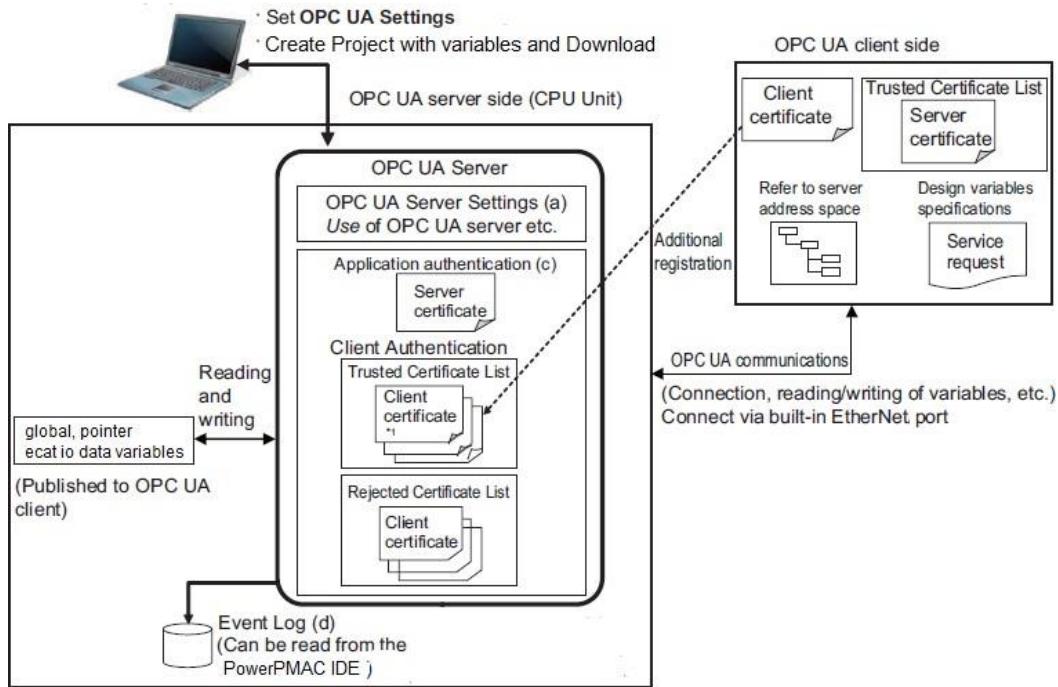 · Set OPC UA Settings
· Create Project with variables and Download
OPC UA server side (CPU Unit)
OPC UA Server
OPC UA Server Settings (a)
Use of OPC UA server etc.
Application authentication (c)
Server
certificate
Client Authentication
Trusted Certificate List
Client
certificate
*1
Rejected Certificate List
Client
certificate
Reading
and
writing
global, pointer
ecat io data variables
(Published to OPC UA
client)
Event Log (d)
(Can be read from the
PowerPMAC IDE )
OPC UA client side
Client
certificate
Trusted Certificate List
Server
certificate
Refer to server
address space
Design variables
specifications
Service
request
Additional
registration
OPC UA communications
(Connection, reading/writing of variables, etc.)
Connect via built-in EtherNet port